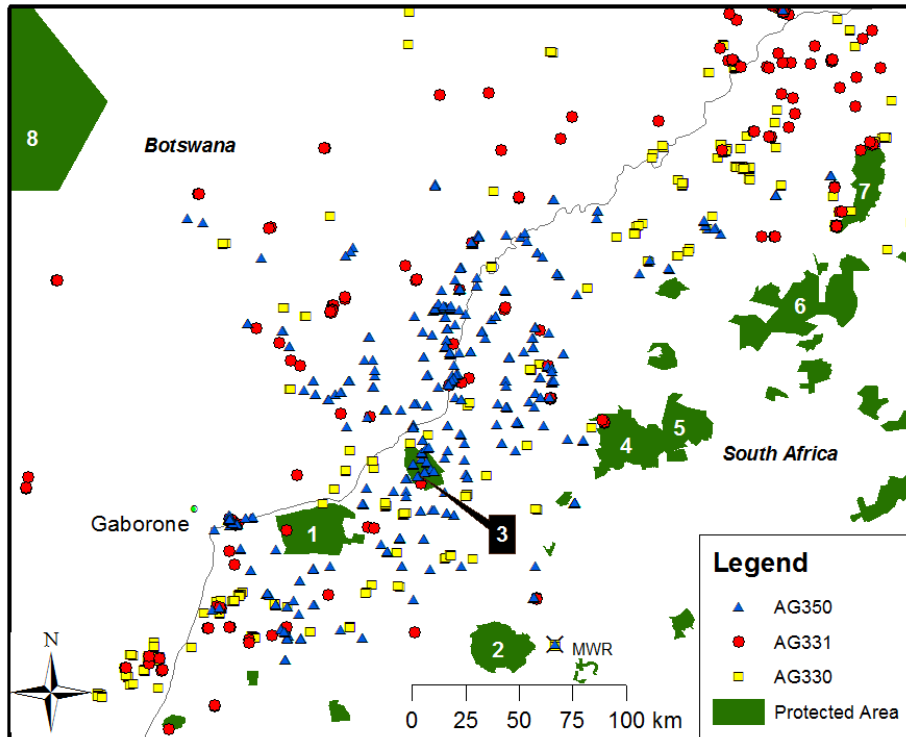 8
Botswana
7
6
5
4
South Africa
Gaborone
1
3
2
MWR
N
0 25 50 75 100 km
Legend
AG350
AG331
AG330
Protected Area